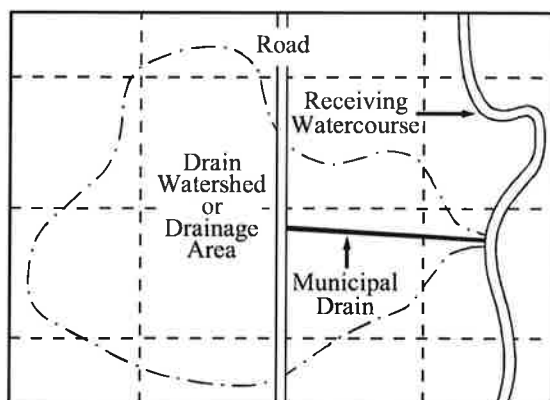 Road
Receiving
Watercourse
Drain
Watershed
or
Drainage
Area
Municipal
Drain